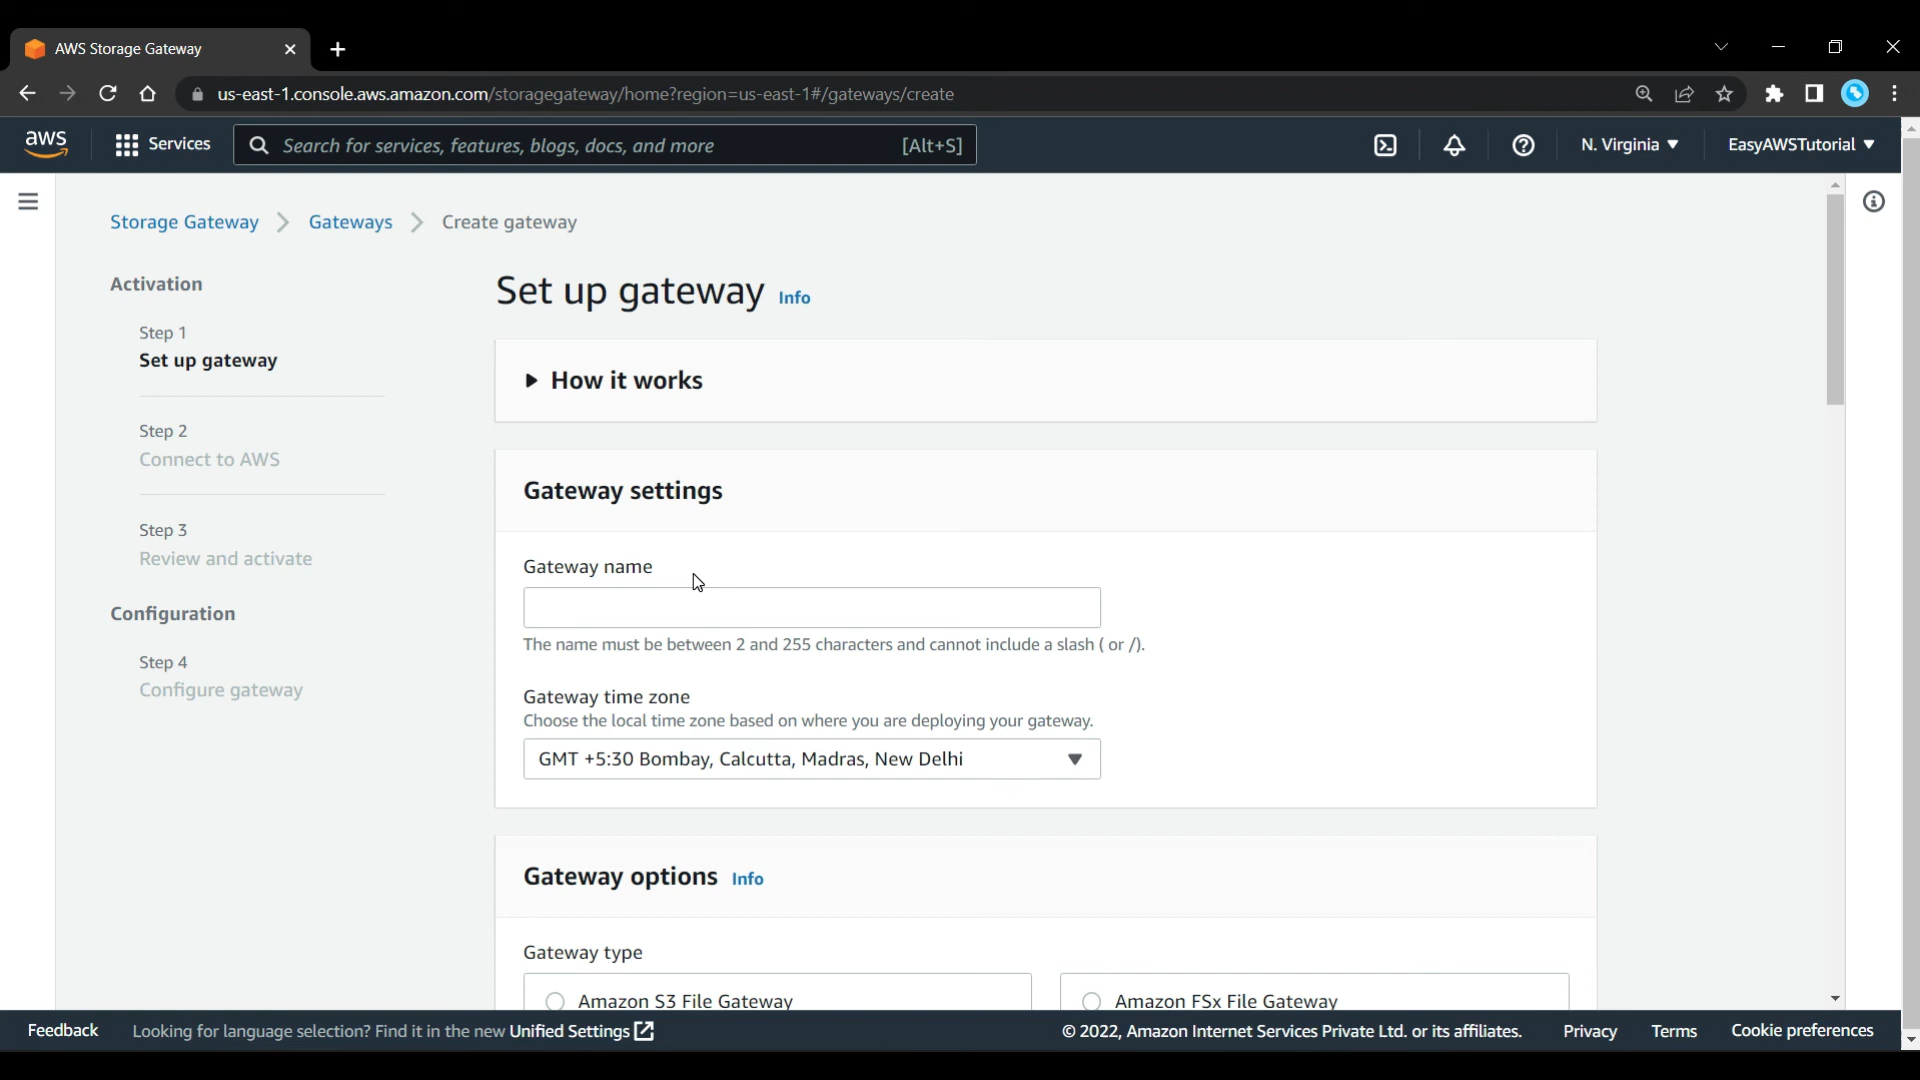 AWS Storage Gateway
us-east-1.console.aws.amazon.com/storagegateway/home?region=us-east-1#/gateways/create
aws Services Search for services, features, blogs, docs, and more [Alt+S] N. Virginia EasyAWSTutorial
Storage Gateway Gateways Create gateway
Activation
Step 1
Set up gateway
Step 2
Connect to AWS
Step 3
Review and activate
Configuration
Step 4
Configure gateway
Set up gateway Info
How it works
Gateway settings
Gateway name
The name must be between 2 and 255 characters and cannot include a slash ( or /).
Gateway time zone
Choose the local time zone based on where you are deploying your gateway.
GMT +5:30 Bombay, Calcutta, Madras, New Delhi
Gateway options Info
Gateway type
Amazon S3 File Gateway Amazon FSx File Gateway
Feedback Looking for language selection? Find it in the new Unified Settings © 2022, Amazon Internet Services Private Ltd. or its affiliates. Privacy Terms Cookie preferences